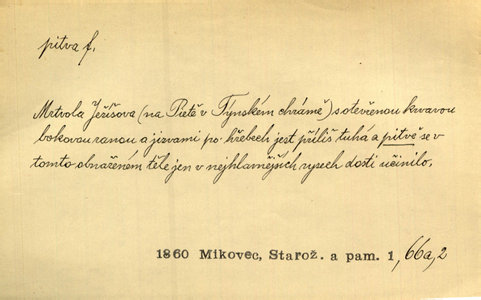 pitva f.
Mrtvola Ježíšova (na Pietě v Týnském chrámě) s otevřenou krvavou
bokovou ranou a jizvami po hřebech jest příliš tuhá a pitvě se v
tomto obnaženém těle jen v nejhlavnějších rysech dosti učinilo.
1860 Mikovec, Starož. a pam. 1, 66a, 2